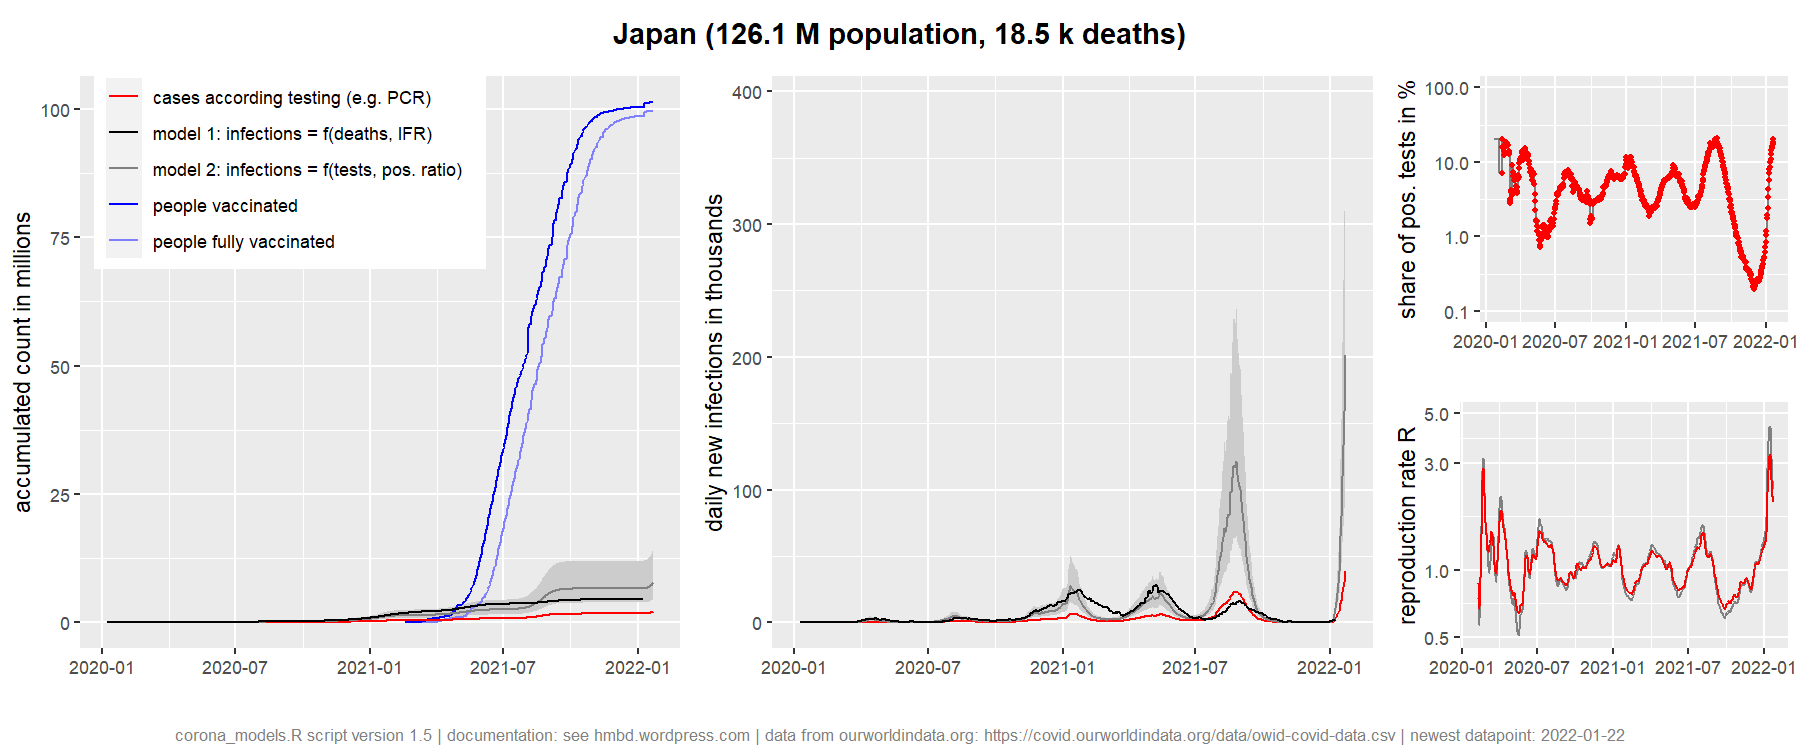 Japan (126.1 M population, 18.5 k deaths)
accumulated count in millions
100
75
50
25
0
cases according testing (e.g. PCR)
model 1: infections = f(deaths, IFR)
model 2: infections = f(tests, pos. ratio)
people vaccinated
people fully vaccinated
2020-01 2020-07 2021-01 2021-07 2022-01
daily new infections in thousands
400
300
200
100
0
2020-01 2020-07 2021-01 2021-07 2022-01
share of pos. tests in %
100.0
10.0
1.0
0.1
2020-01 2020-07 2021-01 2021-07 2022-01
reproduction rate R
5.0
3.0
1.0
0.5
2020-01 2020-07 2021-01 2021-07 2022-01
corona_models.R script version 1.5 | documentation: see hmbd.wordpress.com | data from ourworldindata.org: https://covid.ourworldindata.org/data/owid-covid-data.csv | newest datapoint: 2022-01-22